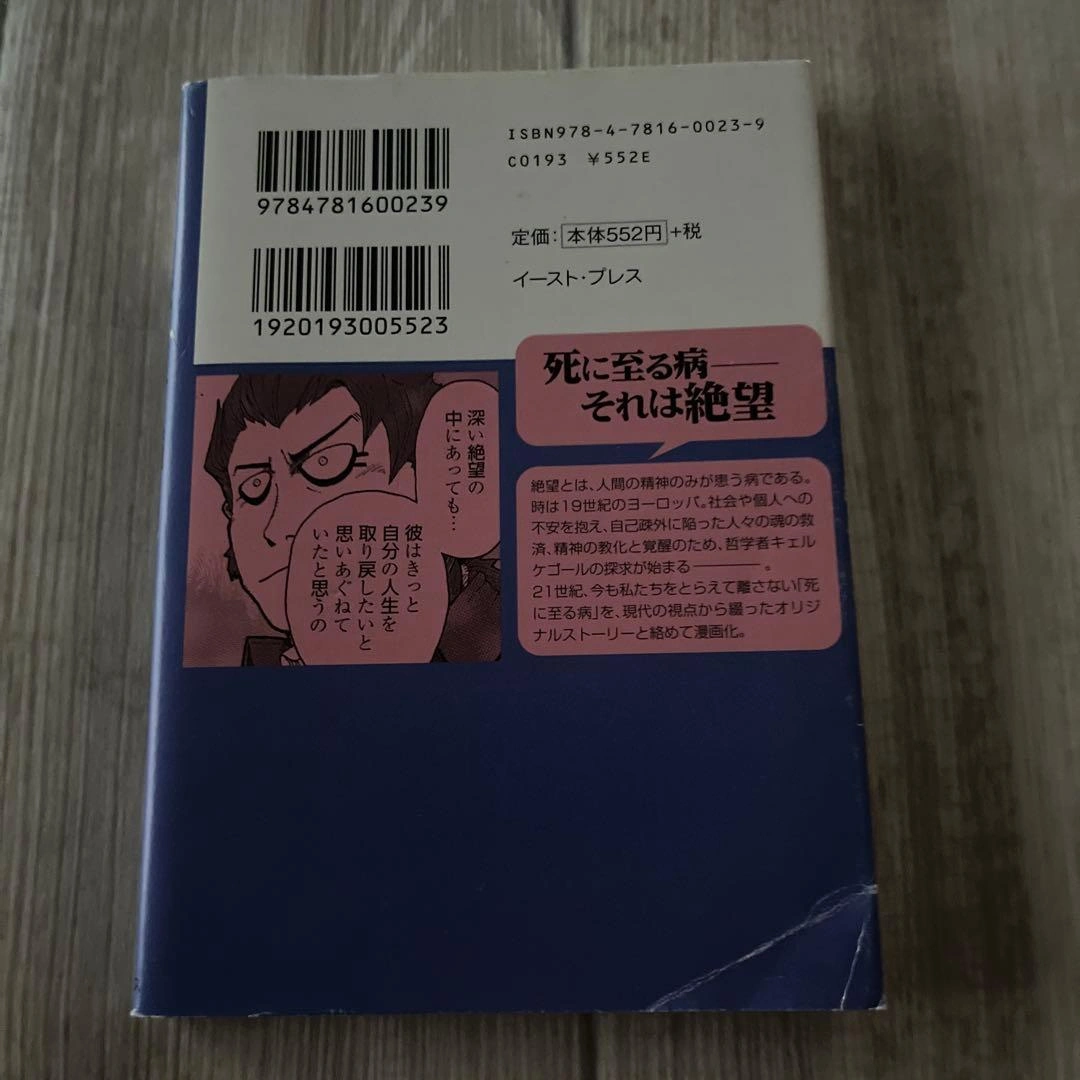 ISBN978-4-7816-0023-9
C0193 ￥552E
9784781600239
定価：本体552円+税
イースト・プレス
1920193005523
死に至る病――
それは絶望
深い絶望の
中にあっても…
彼はきっと
自分の人生を
取り戻したいと
思いあぐねて
いたと思うの
絶望とは、人間の精神のみが患う病である。
時は19世紀のヨーロッパ。社会や個人への
不安を抱え、自己疎外に陥った人々の魂の救
済、精神の教化と覚醒のため、哲学者キェル
ケゴールの探求が始まる――――。
21世紀、今も私たちをとらえて離さない「死
に至る病」を、現代の視点から綴ったオリジ
ナルストーリーと絡めて漫画化。